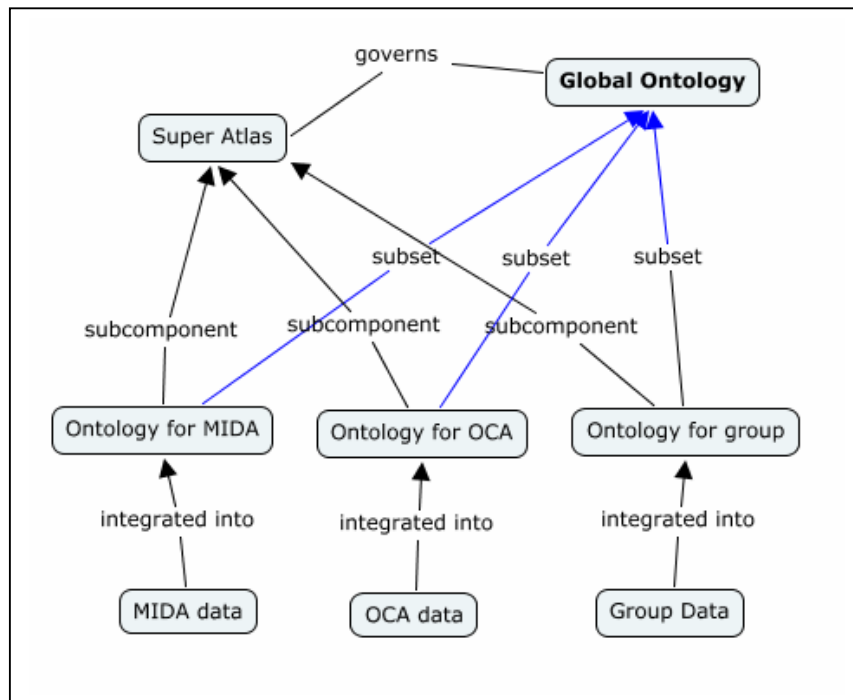 governs
Global Ontology
Super Atlas
subset
subset
subset
subcomponent
subcomponent
subcomponent
Ontology for MIDA
Ontology for OCA
Ontology for group
integrated into
integrated into
integrated into
MIDA data
OCA data
Group Data